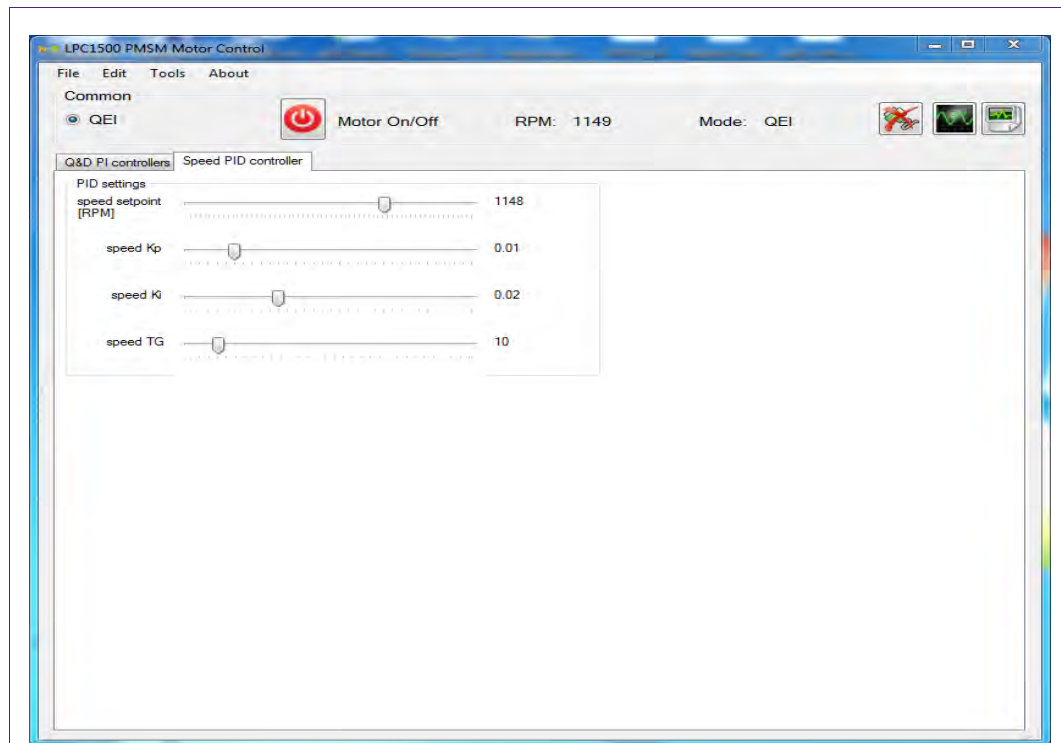 LPC1500 PMSM Motor Control
File Edit Tools About
Common
QEI Motor On/Off RPM: 1149 Mode: QEI
Q&D PI controllers Speed PID controller
PID settings
speed setpoint 1148
[RPM]
speed Kp 0.01
speed Ki 0.02
speed TG 10